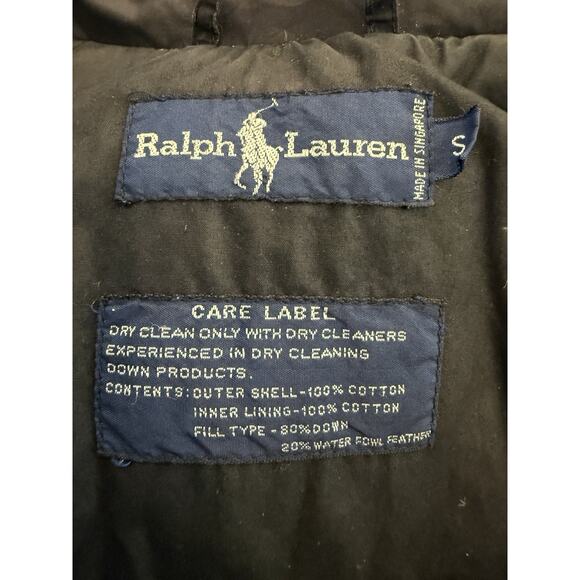 Ralph Lauren
MADE IN SINGAPORE
S
CARE LABEL
DRY CLEAN ONLY WITH DRY CLEANERS
EXPERIENCED IN DRY CLEANING
DOWN PRODUCTS.
CONTENTS: OUTER SHELL-100% COTTON
INNER LINING-100% COTTON
FILL TYPE - 80% DOWN
20% WATER FOWL FEATHER